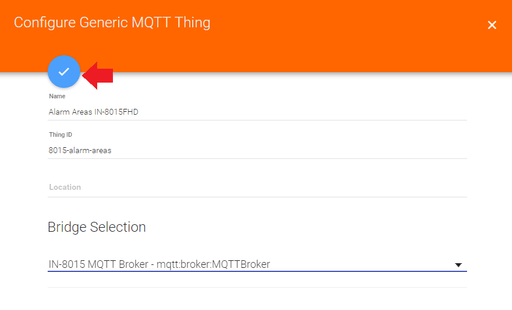 Configure Generic MQTT Thing
Name
Alarm Areas IN-8015FHD
Thing ID
8015-alarm-areas
Location
Bridge Selection
IN-8015 MQTT Broker - mqtt:broker:MQTTBroker